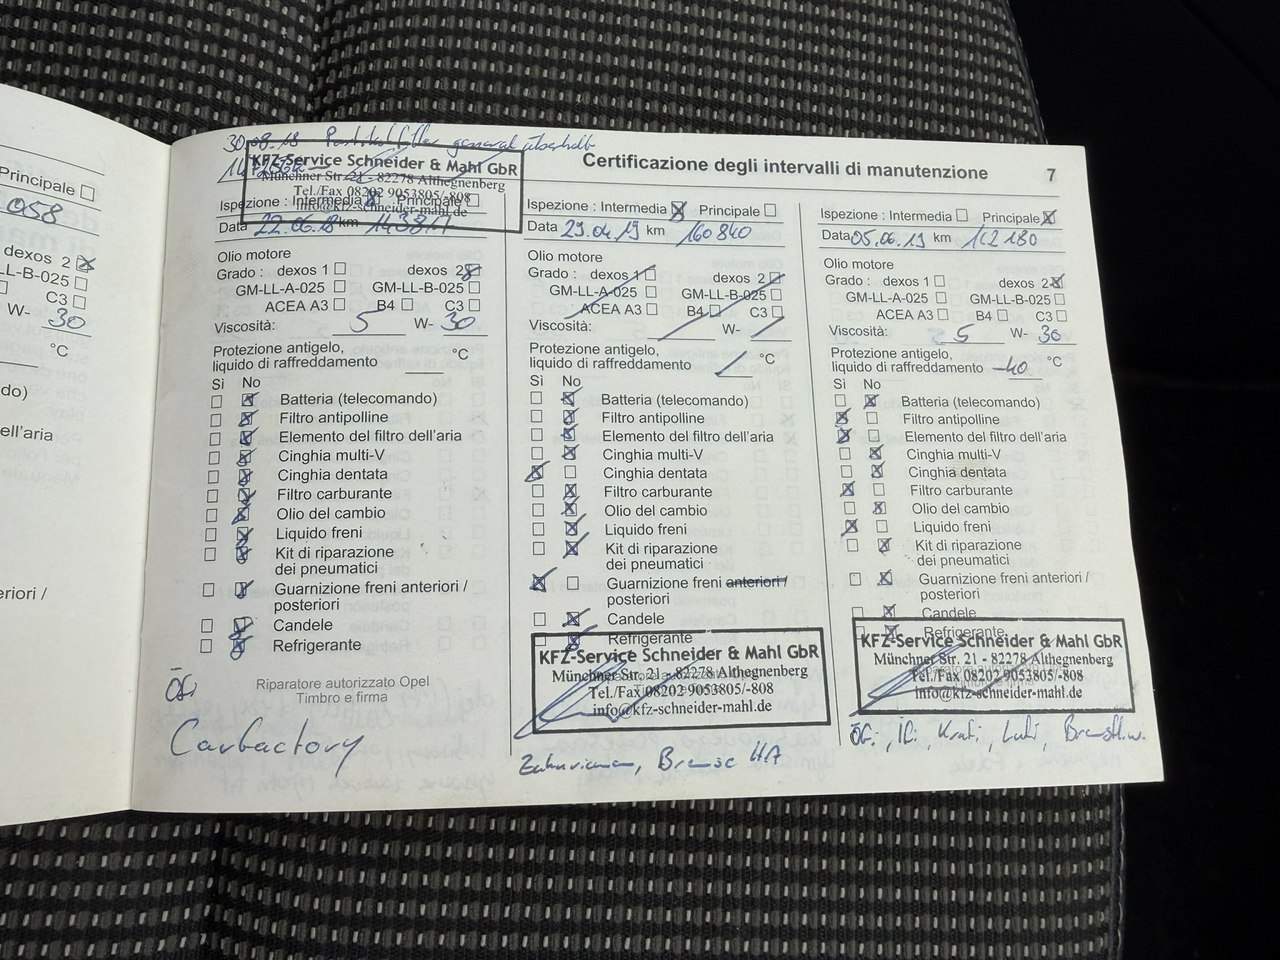 Principale
058
dexos 2
LL-B-025
C3
W- 30
°C
do)
ell'aria
eriori /
30.08.18 Partikelfilter general überholt
KFZ-Service Schneider & Mahl GbR
Münchner Str. 21 - 82278 Althegnenberg
Tel./Fax 08202 9053805/-808
info@kfz-schneider-mahl.de
Certificazione degli intervalli di manutenzione 7
Ispezione : Intermedia Principale
Data 22.06.18 km
Olio motore
Grado : dexos 1 dexos 2
GM-LL-A-025 GM-LL-B-025
ACEA A3 B4 C3
Viscosità: 5 W- 30
Protezione antigelo,
liquido di raffreddamento °C
Sì No
Batteria (telecomando)
Filtro antipolline
Elemento del filtro dell'aria
Cinghia multi-V
Cinghia dentata
Filtro carburante
Olio del cambio
Liquido freni
Kit di riparazione
dei pneumatici
Guarnizione freni anteriori /
posteriori
Candele
Refrigerante
Riparatore autorizzato Opel
Timbro e firma
Carfactory
Ispezione : Intermedia Principale
Data 29.04.19 km 160840
Olio motore
Grado : dexos 1 dexos 2
GM-LL-A-025 GM-LL-B-025
ACEA A3 B4 C3
Viscosità: W-
Protezione antigelo,
liquido di raffreddamento °C
Sì No
Batteria (telecomando)
Filtro antipolline
Elemento del filtro dell'aria
Cinghia multi-V
Cinghia dentata
Filtro carburante
Olio del cambio
Liquido freni
Kit di riparazione
dei pneumatici
Guarnizione freni anteriori /
posteriori
Candele
Refrigerante
KFZ-Service Schneider & Mahl GbR
Münchner Str. 21 - 82278 Althegnenberg
Tel./Fax 08202 9053805/-808
info@kfz-schneider-mahl.de
Zahnriemen, Bremse HA
Ispezione : Intermedia Principale
Data 05.06.19 km 162180
Olio motore
Grado : dexos 1 dexos 2
GM-LL-A-025 GM-LL-B-025
ACEA A3 B4 C3
Viscosità: 5 W- 30
Protezione antigelo,
liquido di raffreddamento -40 °C
Sì No
Batteria (telecomando)
Filtro antipolline
Elemento del filtro dell'aria
Cinghia multi-V
Cinghia dentata
Filtro carburante
Olio del cambio
Liquido freni
Kit di riparazione
dei pneumatici
Guarnizione freni anteriori /
posteriori
Candele
Refrigerante
KFZ-Service Schneider & Mahl GbR
Münchner Str. 21 - 82278 Althegnenberg
Tel./Fax 08202 9053805/-808
info@kfz-schneider-mahl.de